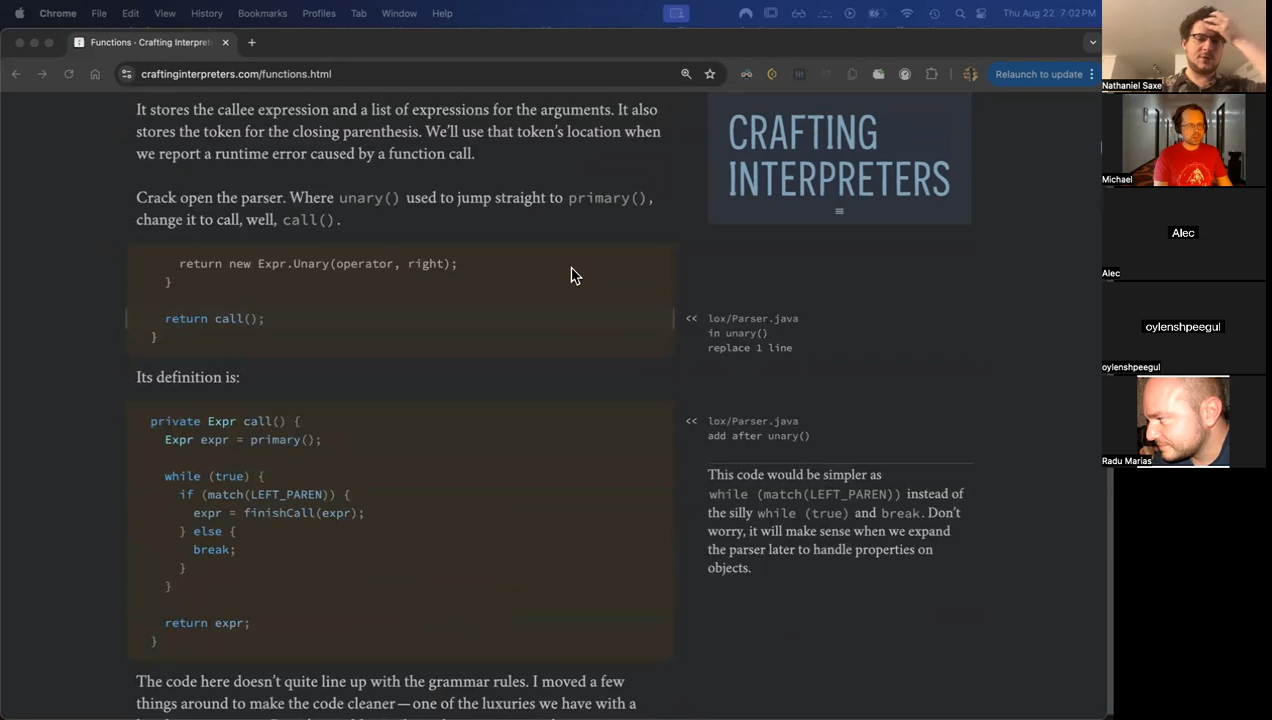 Chrome File Edit View History Bookmarks Profiles Tab Window Help Thu Aug 22 7:02 PM
Functions · Crafting Interpret
craftinginterpreters.com/functions.html
Relaunch to update
It stores the callee expression and a list of expressions for the arguments. It also
stores the token for the closing parenthesis. We’ll use that token’s location when
we report a runtime error caused by a function call.
CRAFTING
INTERPRETERS
Crack open the parser. Where unary() used to jump straight to primary(),
change it to call, well, call().
return new Expr.Unary(operator, right);
}
return call();
}
<< lox/Parser.java
in unary()
replace 1 line
Its definition is:
private Expr call() {
Expr expr = primary();
while (true) {
if (match(LEFT_PAREN)) {
expr = finishCall(expr);
} else {
break;
}
}
return expr;
}
<< lox/Parser.java
add after unary()
This code would be simpler as
while (match(LEFT_PAREN)) instead of
the silly while (true) and break. Don’t
worry, it will make sense when we expand
the parser later to handle properties on
objects.
The code here doesn’t quite line up with the grammar rules. I moved a few
things around to make the code cleaner—one of the luxuries we have with a
Nathaniel Saxe
Michael
Alec
Alec
oylenshpeegul
oylenshpeegul
Radu Marias